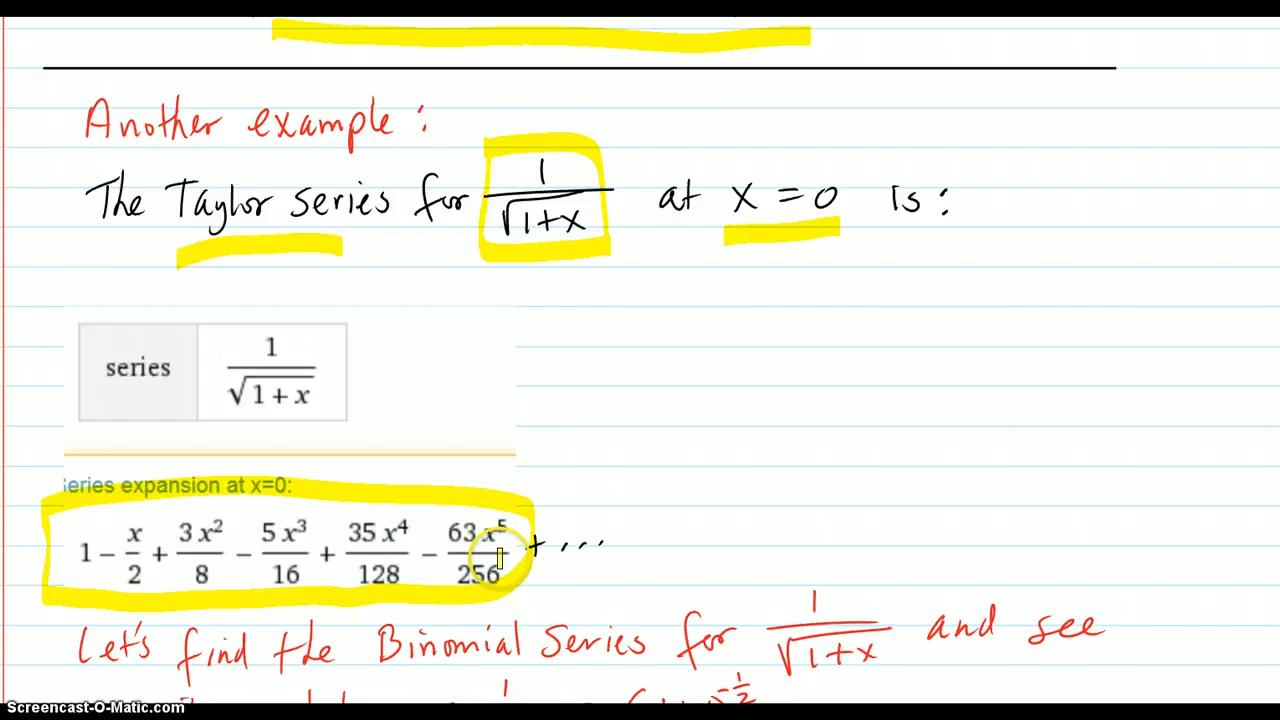 Another example:
The Taylor series for 1/√(1+x) at x = 0 is:
series 1/√(1 + x)
Series expansion at x=0:
1 − x/2 + 3x²/8 − 5x³/16 + 35x⁴/128 − 63x⁵/256 + ...
Let's find the Binomial Series for 1/√(1+x) and see
Screencast-O-Matic.com